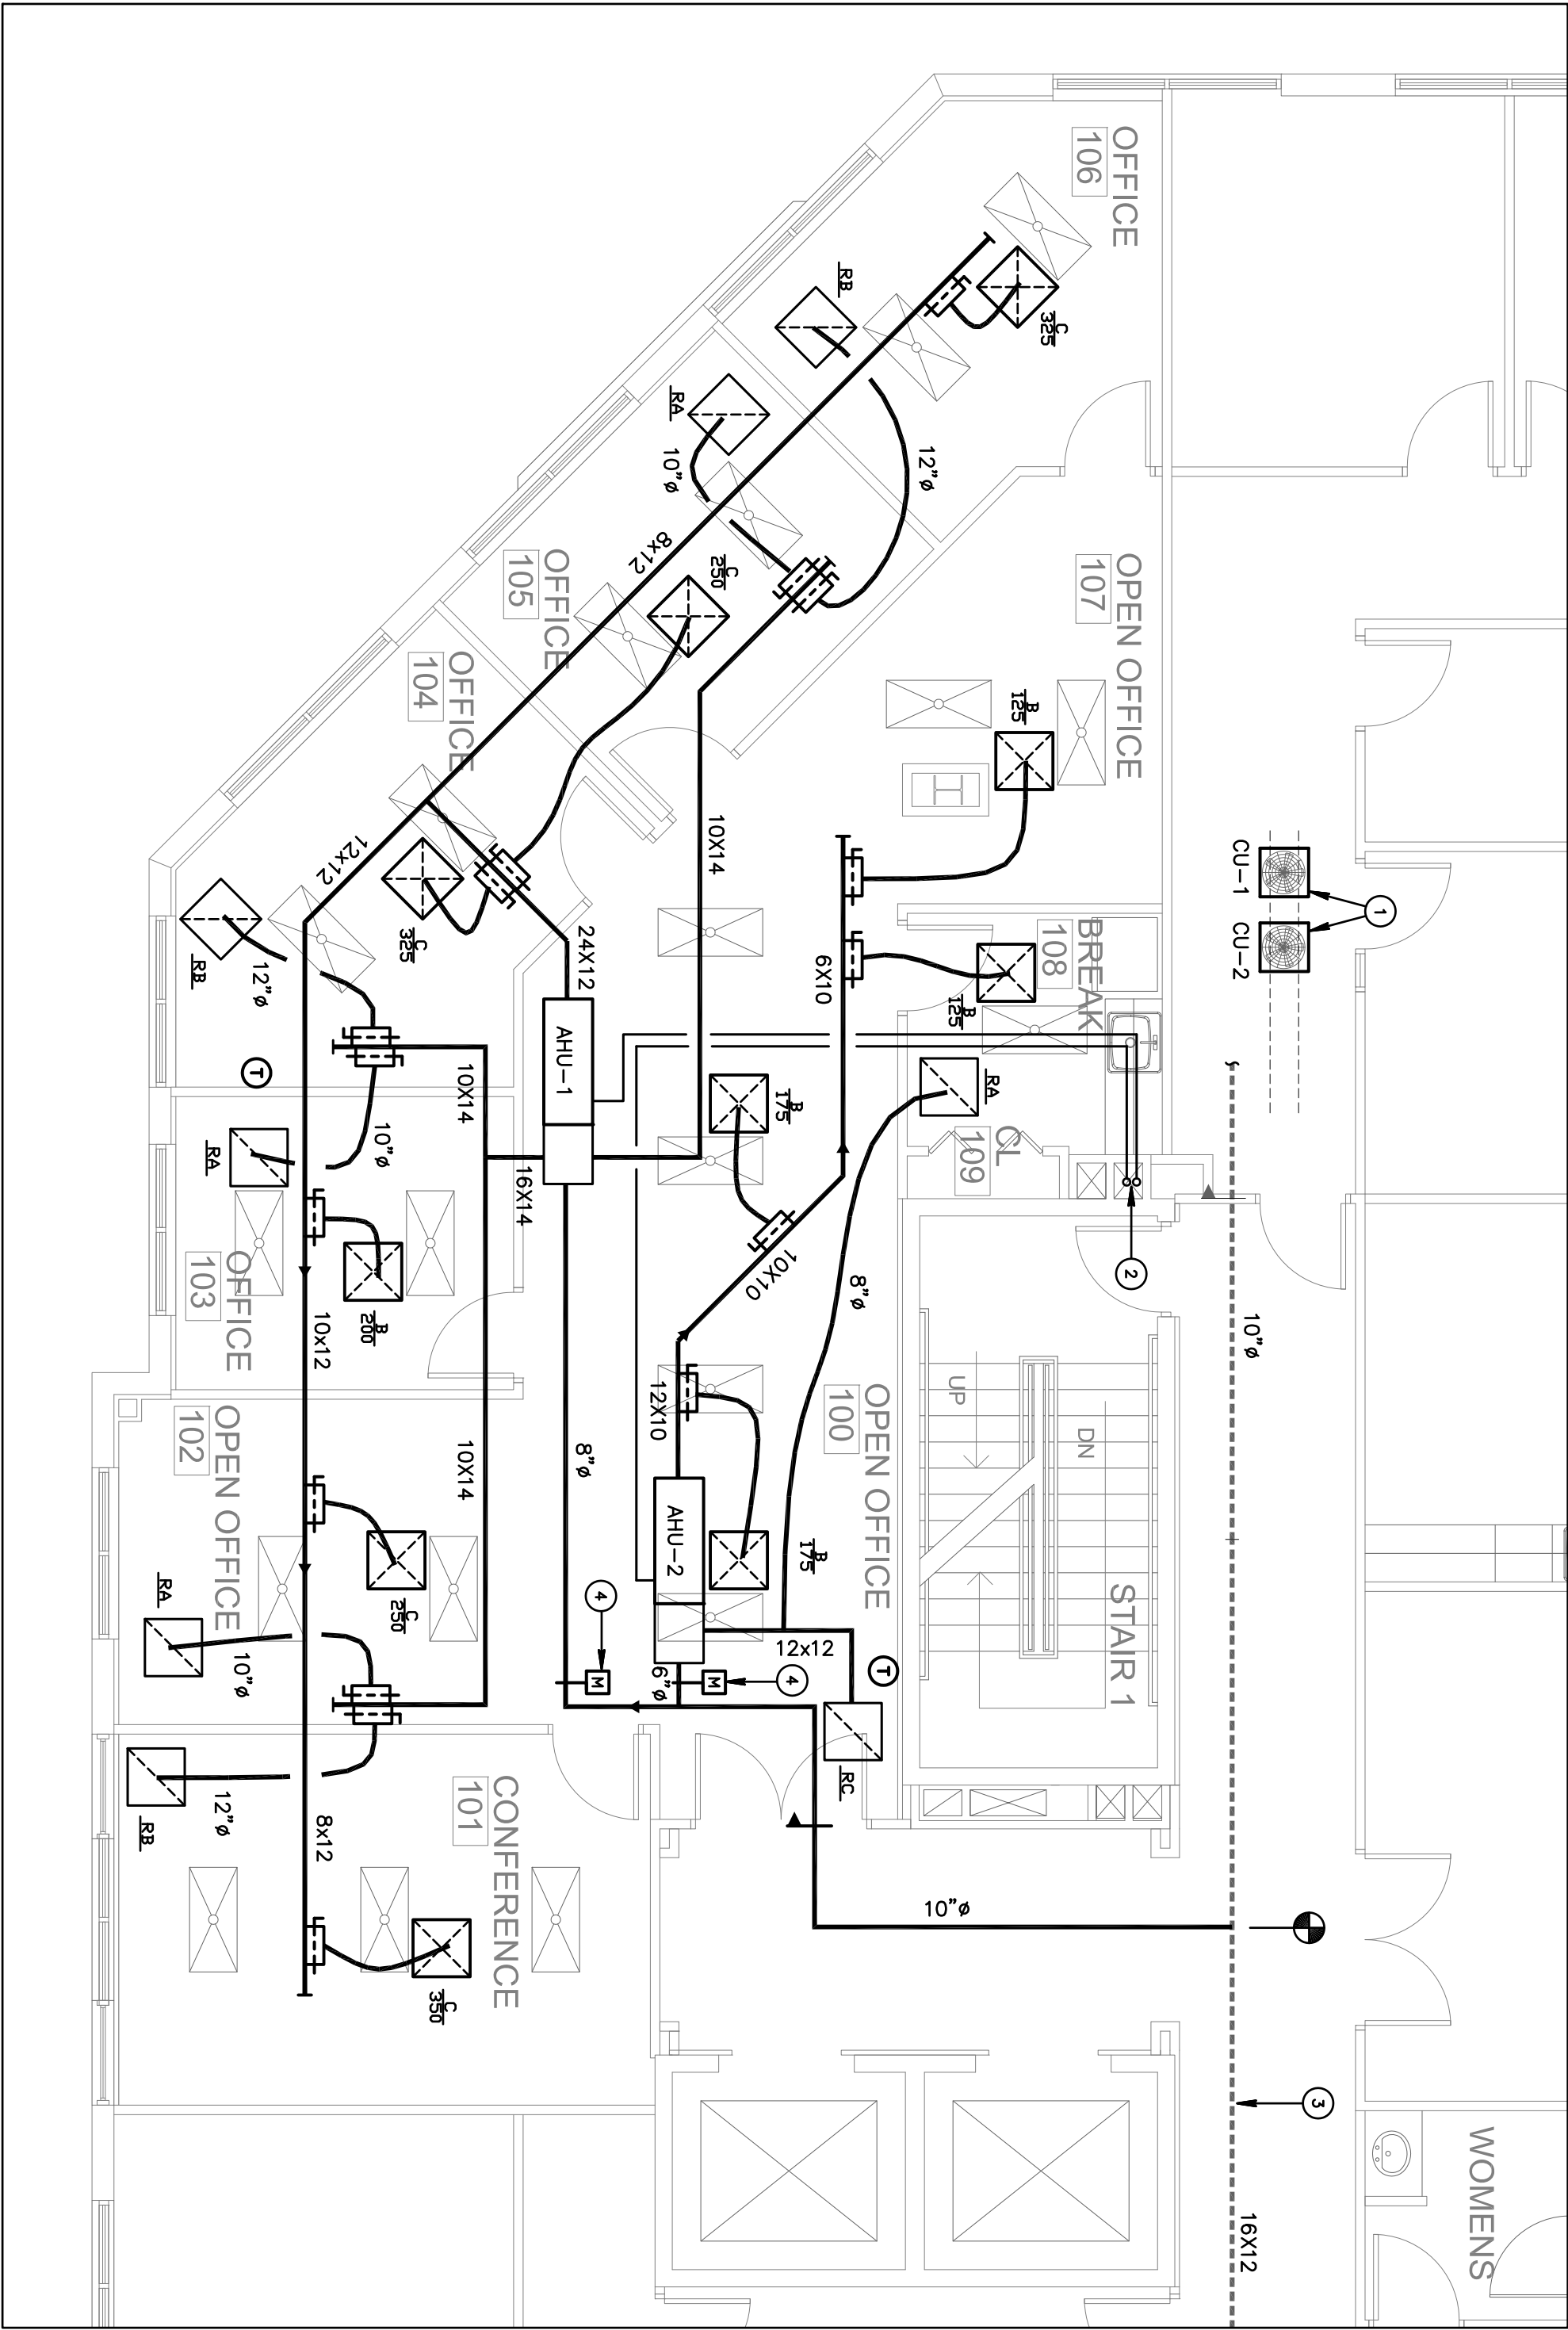 WOMENS
3
16X12
10"ø
1
CU-1
CU-2
2
OFFICE
106
OPEN OFFICE
107
BREAK
108
CL
109
STAIR 1
UP
DN
10"ø
C
325
B
125
B
125
RA
12"ø
RB
RA
10"ø
C
250
8x12
6X10
B
175
8"ø
10X10
OPEN OFFICE
100
B
175
T
RC
12x12
10X14
12X10
AHU-2
M
4
6"ø
M
4
OFFICE
105
OFFICE
104
24X12
AHU-1
16X14
8"ø
12x12
C
325
10X14
10X14
CONFERENCE
101
C
350
RB
12"ø
T
10"ø
RA
B
200
OFFICE
103
10x12
C
250
OPEN OFFICE
102
RA
10"ø
8x12
12"ø
RB